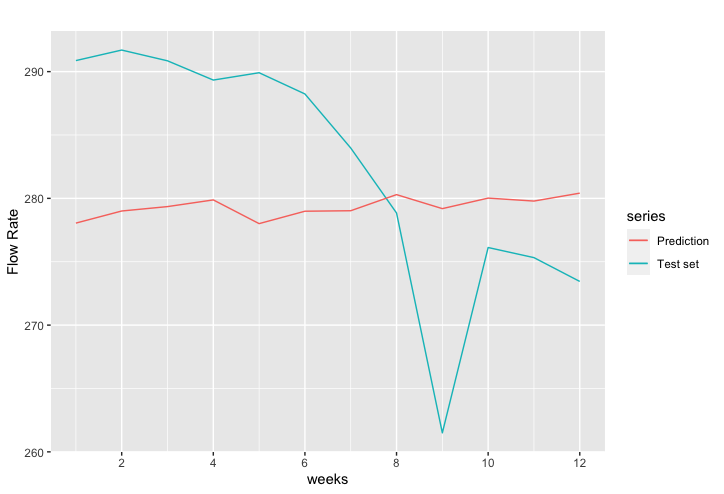 290
280
270
260
Flow Rate
2 4 6 8 10 12
weeks
series
Prediction
Test set